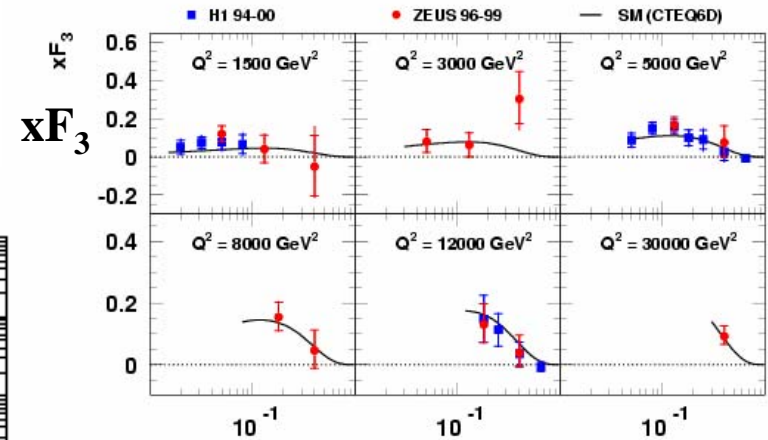 H1 94-00 ZEUS 96-99 SM (CTEQ6D)
xF₃
xF₃
Q² = 1500 GeV² Q² = 3000 GeV² Q² = 5000 GeV²
0.6
0.4
0.2
0
-0.2
Q² = 8000 GeV² Q² = 12000 GeV² Q² = 30000 GeV²
0.4
0.2
0
10⁻¹ 10⁻¹ 10⁻¹